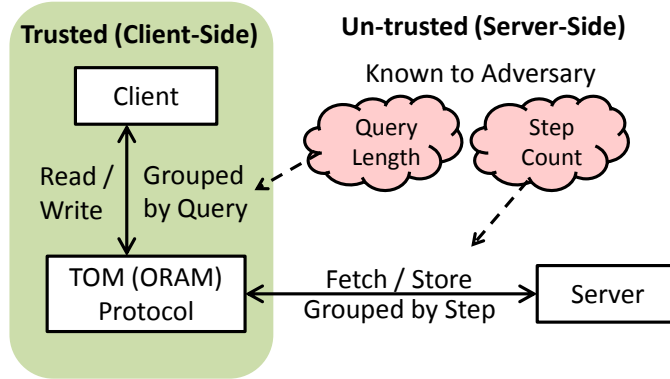 Trusted (Client-Side)
Un-trusted (Server-Side)
Known to Adversary
Client
Query
Length
Step
Count
Read /
Write
Grouped
by Query
TOM (ORAM)
Protocol
Fetch / Store
Grouped by Step
Server